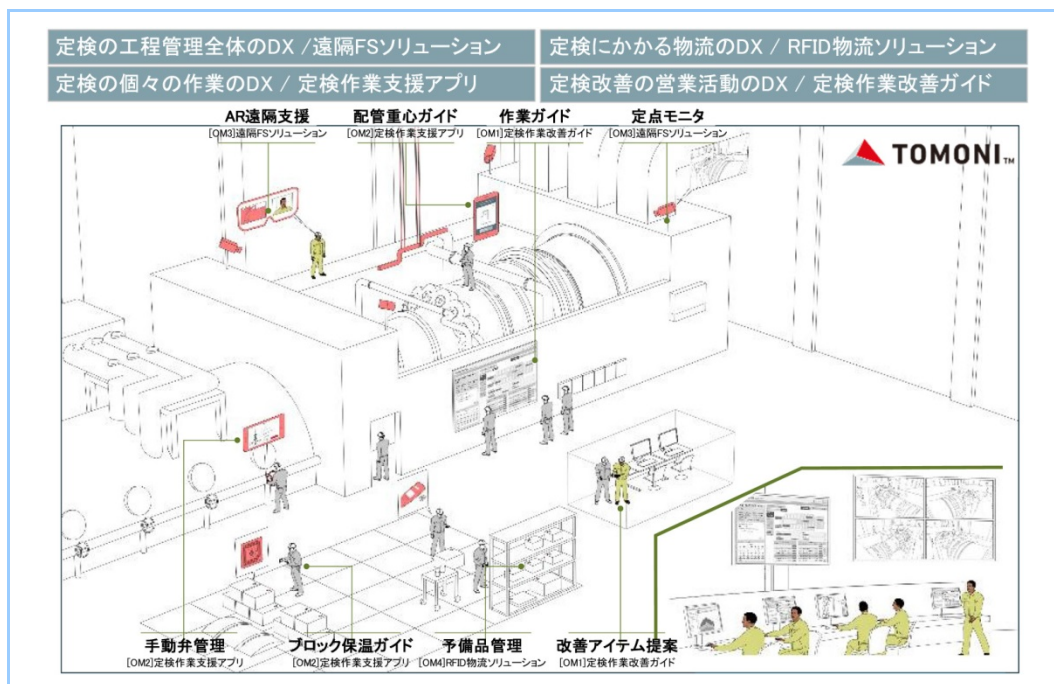 定検の工程管理全体のDX /遠隔FSソリューション
定検にかかる物流のDX / RFID物流ソリューション
定検の個々の作業のDX / 定検作業支援アプリ
定検改善の営業活動のDX / 定検作業改善ガイド
AR遠隔支援
[OM3]遠隔FSソリューション
配管重心ガイド
[OM2]定検作業支援アプリ
作業ガイド
[OM1]定検作業改善ガイド
定点モニタ
[OM3]遠隔FSソリューション
TOMONI™
手動弁管理
[OM2]定検作業支援アプリ
ブロック保温ガイド
[OM2]定検作業支援アプリ
予備品管理
[OM4]RFID物流ソリューション
改善アイテム提案
[OM1]定検作業改善ガイド